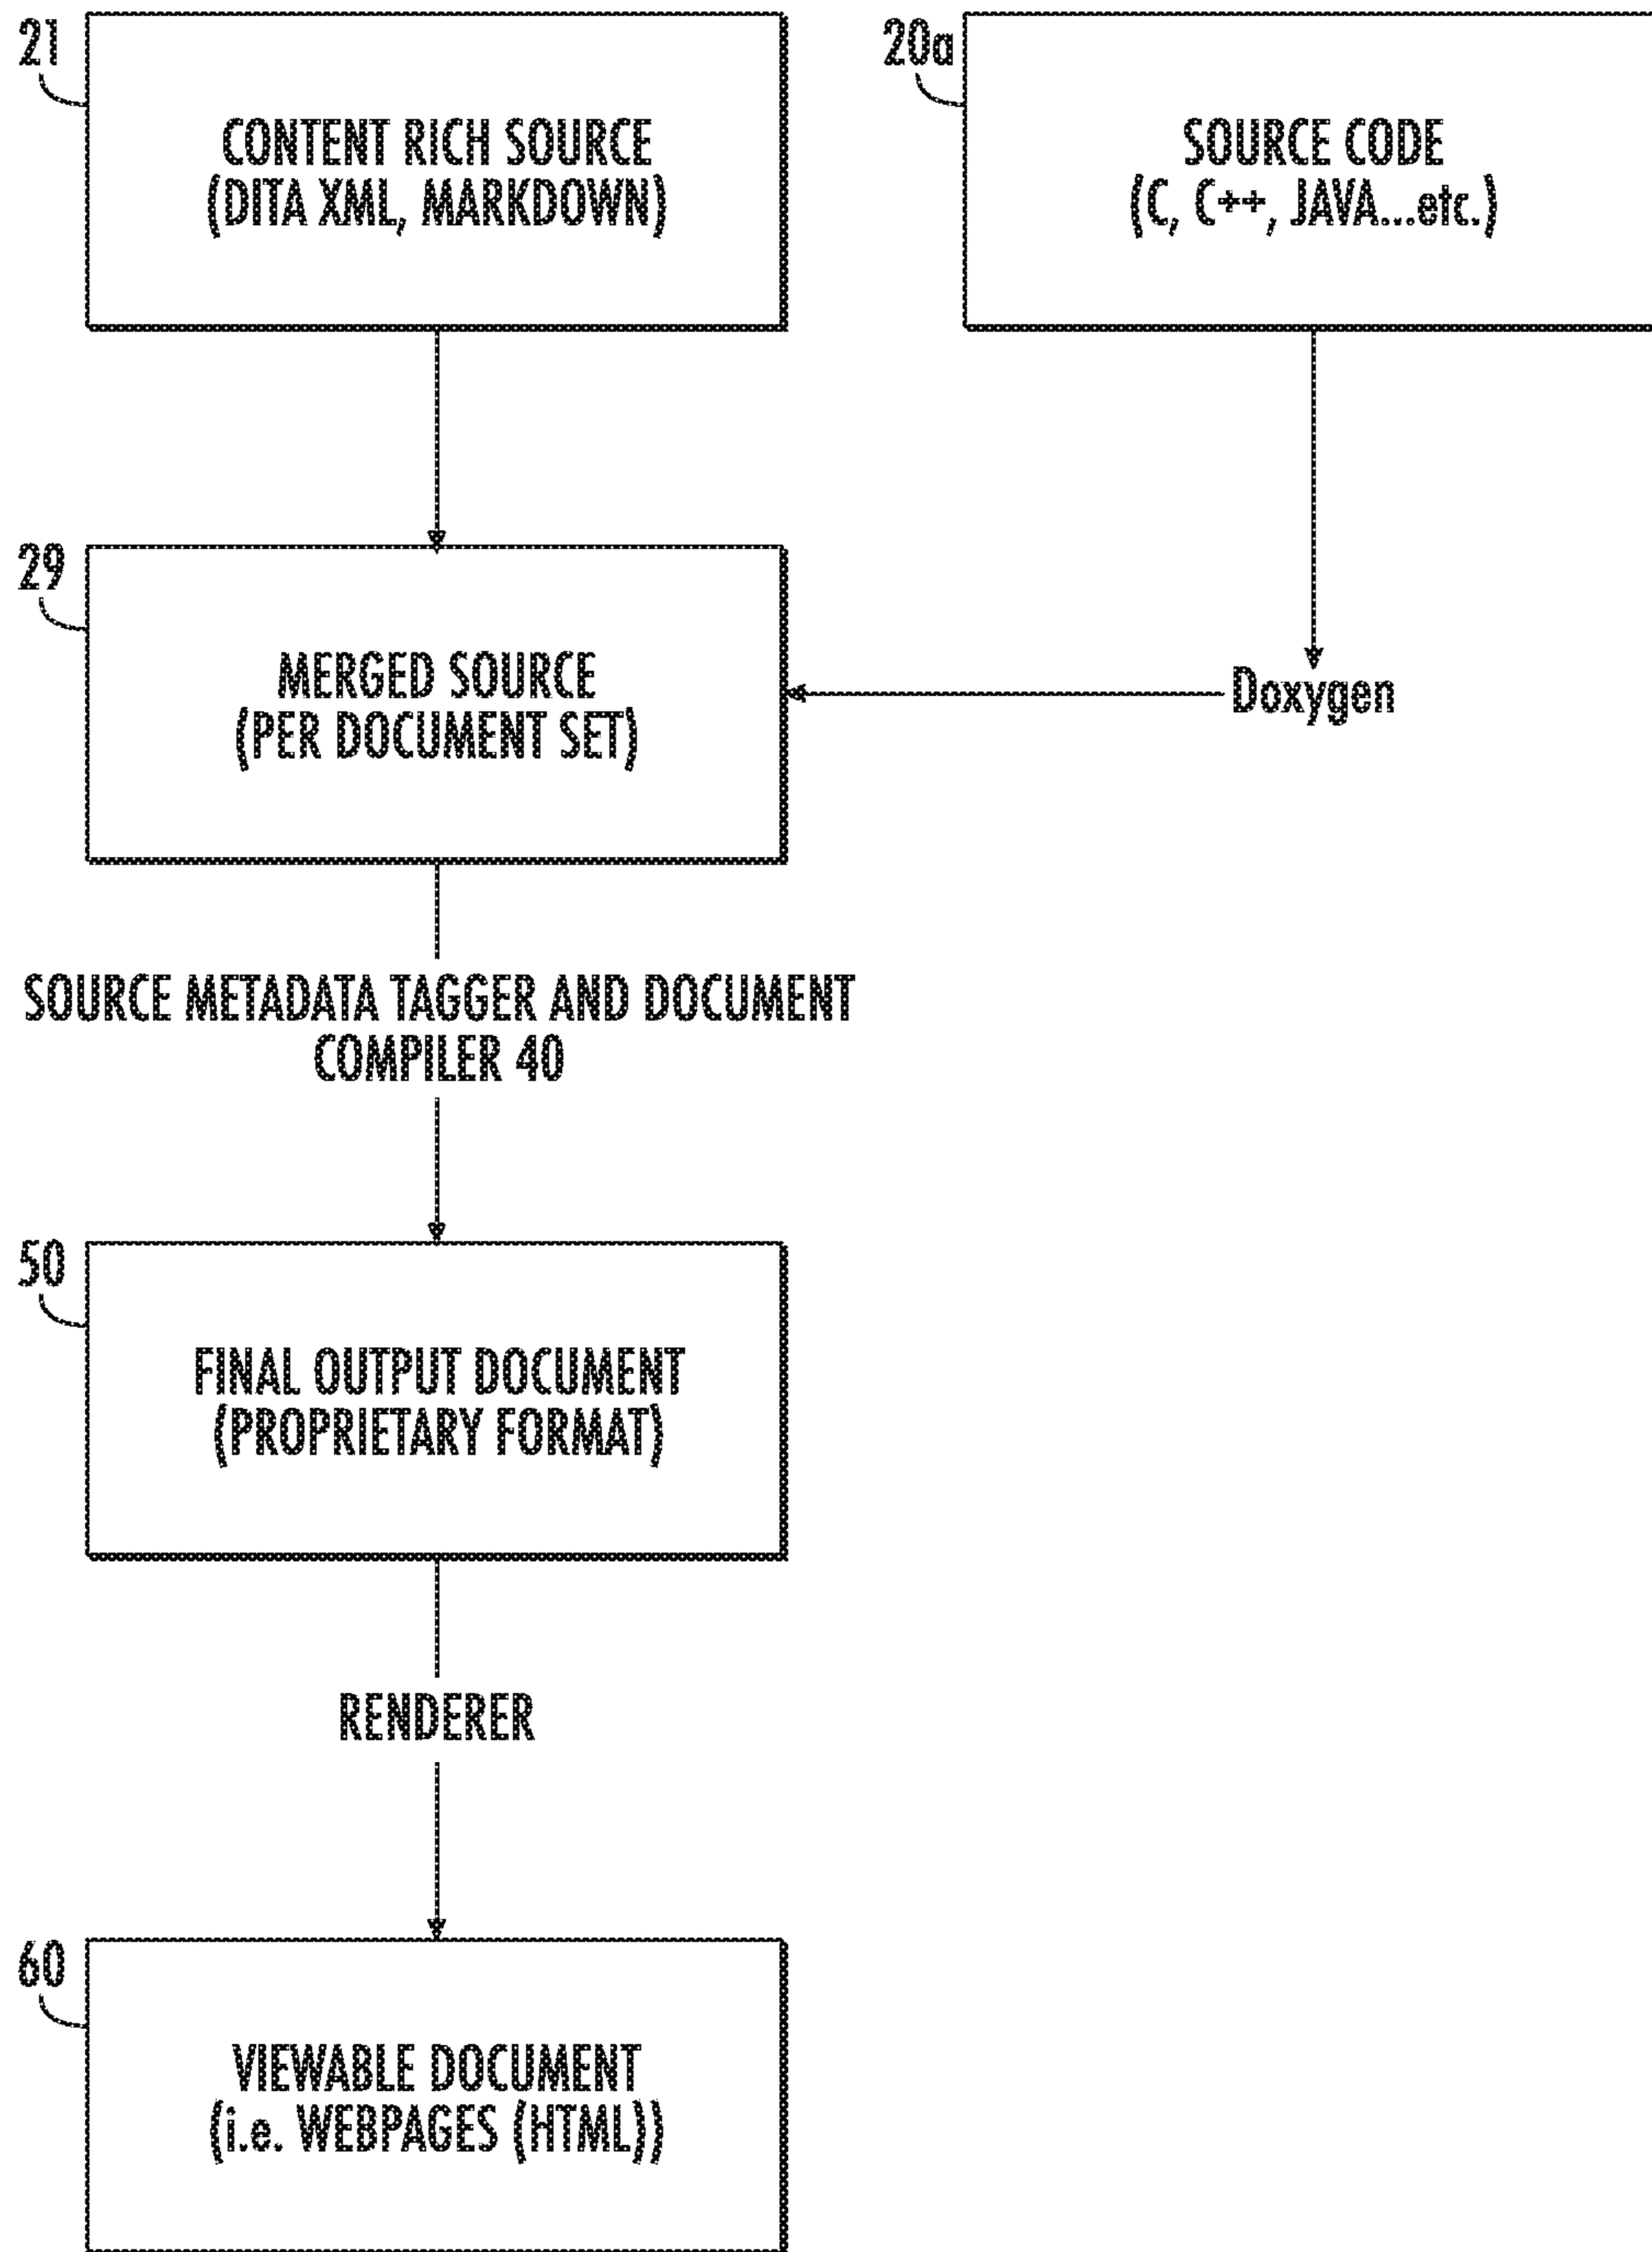 21
CONTENT RICH SOURCE
(DITA XML, MARKDOWN)
20a
SOURCE CODE
(C, C++, JAVA...etc.)
29
MERGED SOURCE
(PER DOCUMENT SET)
Doxygen
SOURCE METADATA TAGGER AND DOCUMENT
COMPILER 40
50
FINAL OUTPUT DOCUMENT
(PROPRIETARY FORMAT)
RENDERER
60
VIEWABLE DOCUMENT
(i.e. WEBPAGES (HTML))